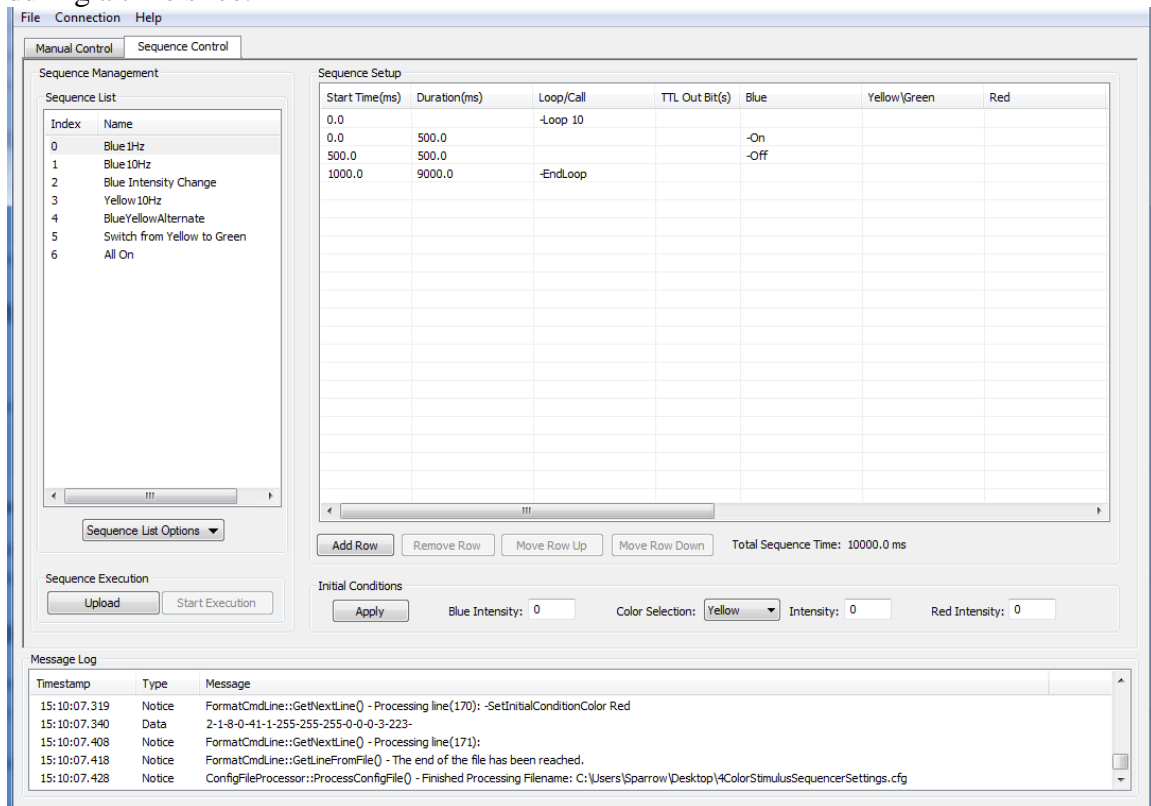 File Connection Help
Manual Control Sequence Control
Sequence Management
Sequence List
Index Name
0 Blue1Hz
1 Blue10Hz
2 Blue Intensity Change
3 Yellow10Hz
4 BlueYellowAlternate
5 Switch from Yellow to Green
6 All On
Sequence List Options
Sequence Execution
Upload Start Execution
Sequence Setup
Start Time(ms) Duration(ms) Loop/Call TTL Out Bit(s) Blue Yellow\Green Red
0.0 -Loop 10
0.0 500.0 -On
500.0 500.0 -Off
1000.0 9000.0 -EndLoop
Add Row Remove Row Move Row Up Move Row Down Total Sequence Time: 10000.0 ms
Initial Conditions
Apply Blue Intensity: 0 Color Selection: Yellow Intensity: 0 Red Intensity: 0
Message Log
Timestamp Type Message
15:10:07.319 Notice FormatCmdLine::GetNextLine() - Processing line(170): -SetInitialConditionColor Red
15:10:07.340 Data 2-1-8-0-41-1-255-255-255-0-0-0-3-223-
15:10:07.408 Notice FormatCmdLine::GetNextLine() - Processing line(171):
15:10:07.418 Notice FormatCmdLine::GetLineFromFile() - The end of the file has been reached.
15:10:07.428 Notice ConfigFileProcessor::ProcessConfigFile() - Finished Processing Filename: C:\Users\Sparrow\Desktop\4ColorStimulusSequencerSettings.cfg